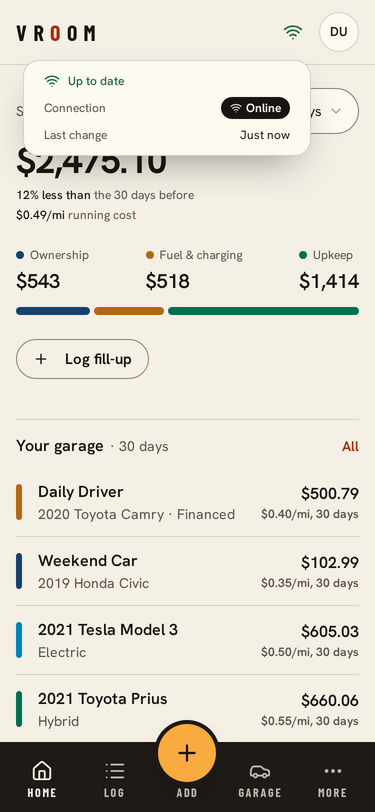 VROOM
DU
Up to date
Connection
Online
Last change
Just now
$2,475.10
12% less than the 30 days before
$0.49/mi running cost
Ownership
Fuel & charging
Upkeep
$543
$518
$1,414
Log fill-up
Your garage · 30 days
All
Daily Driver
$500.79
2020 Toyota Camry · Financed
$0.40/mi, 30 days
Weekend Car
$102.99
2019 Honda Civic
$0.35/mi, 30 days
2021 Tesla Model 3
$605.03
Electric
$0.50/mi, 30 days
2021 Toyota Prius
$660.06
Hybrid
$0.55/mi, 30 days
HOME
LOG
ADD
GARAGE
MORE